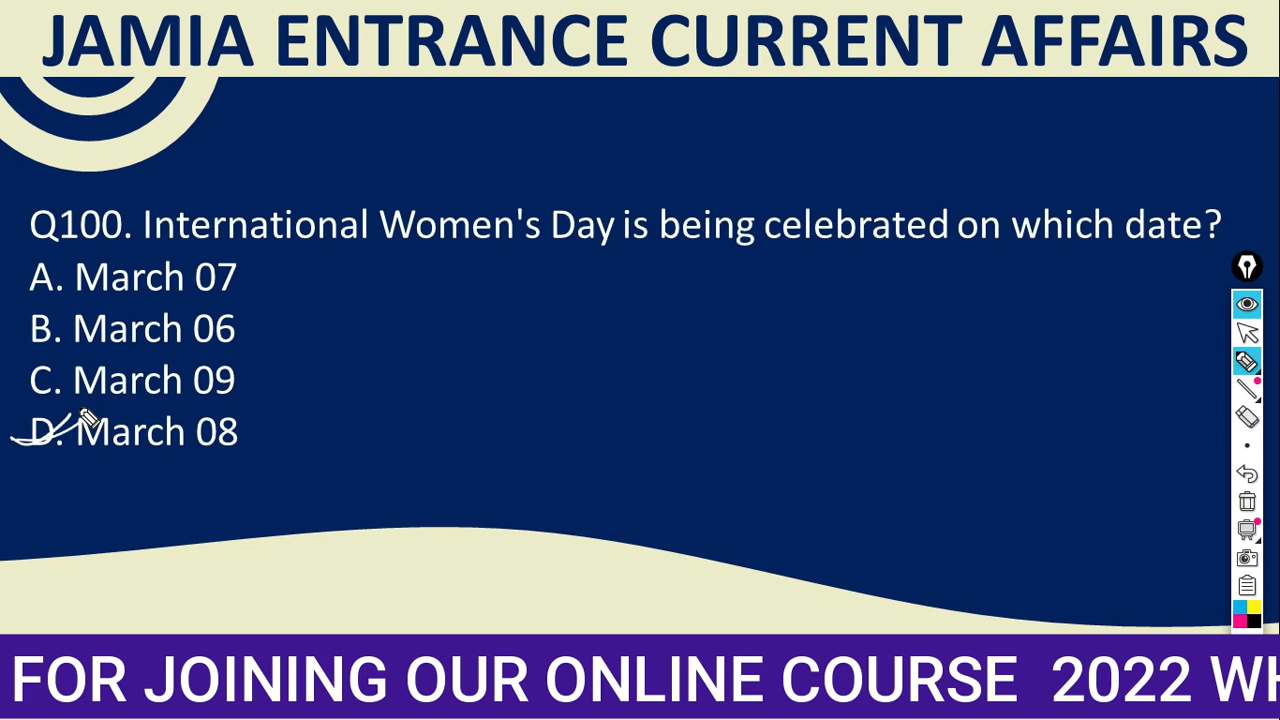 JAMIA ENTRANCE CURRENT AFFAIRS
Q100. International Women's Day is being celebrated on which date?
A. March 07
B. March 06
C. March 09
D. March 08
FOR JOINING OUR ONLINE COURSE 2022 WH